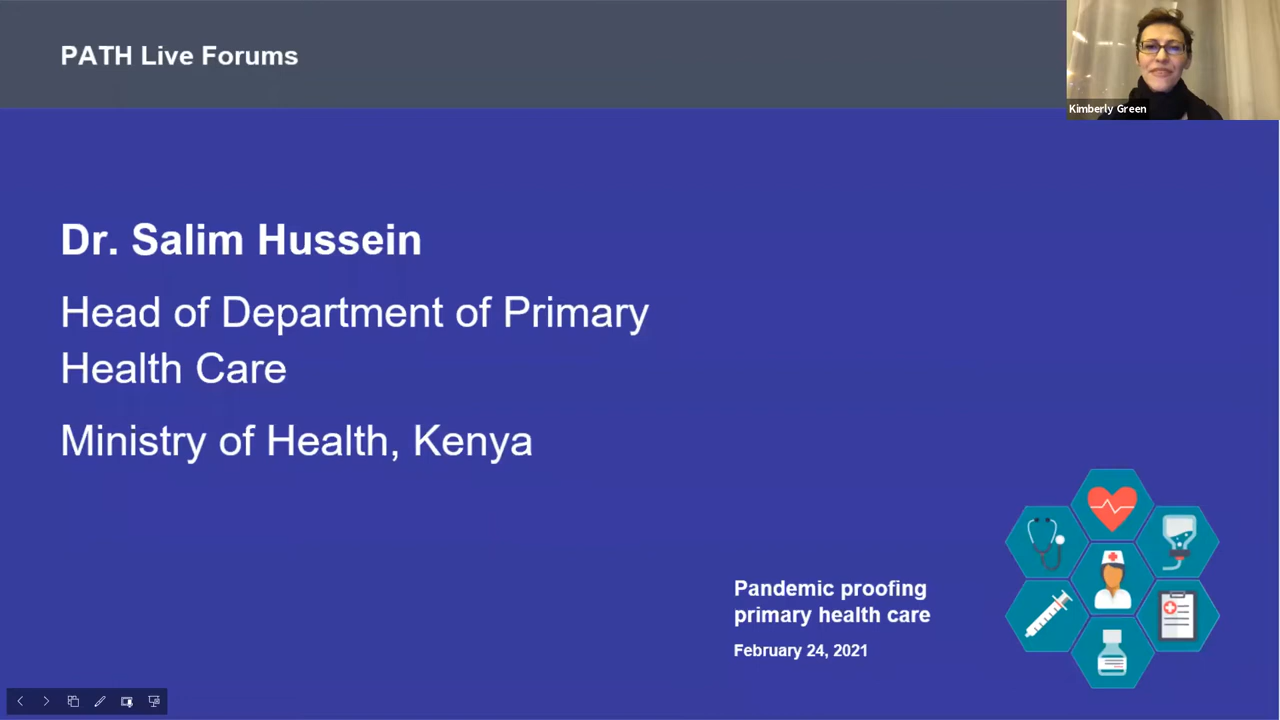 PATH Live Forums
Kimberly Green
Dr. Salim Hussein
Head of Department of Primary
Health Care
Ministry of Health, Kenya
Pandemic proofing
primary health care
February 24, 2021